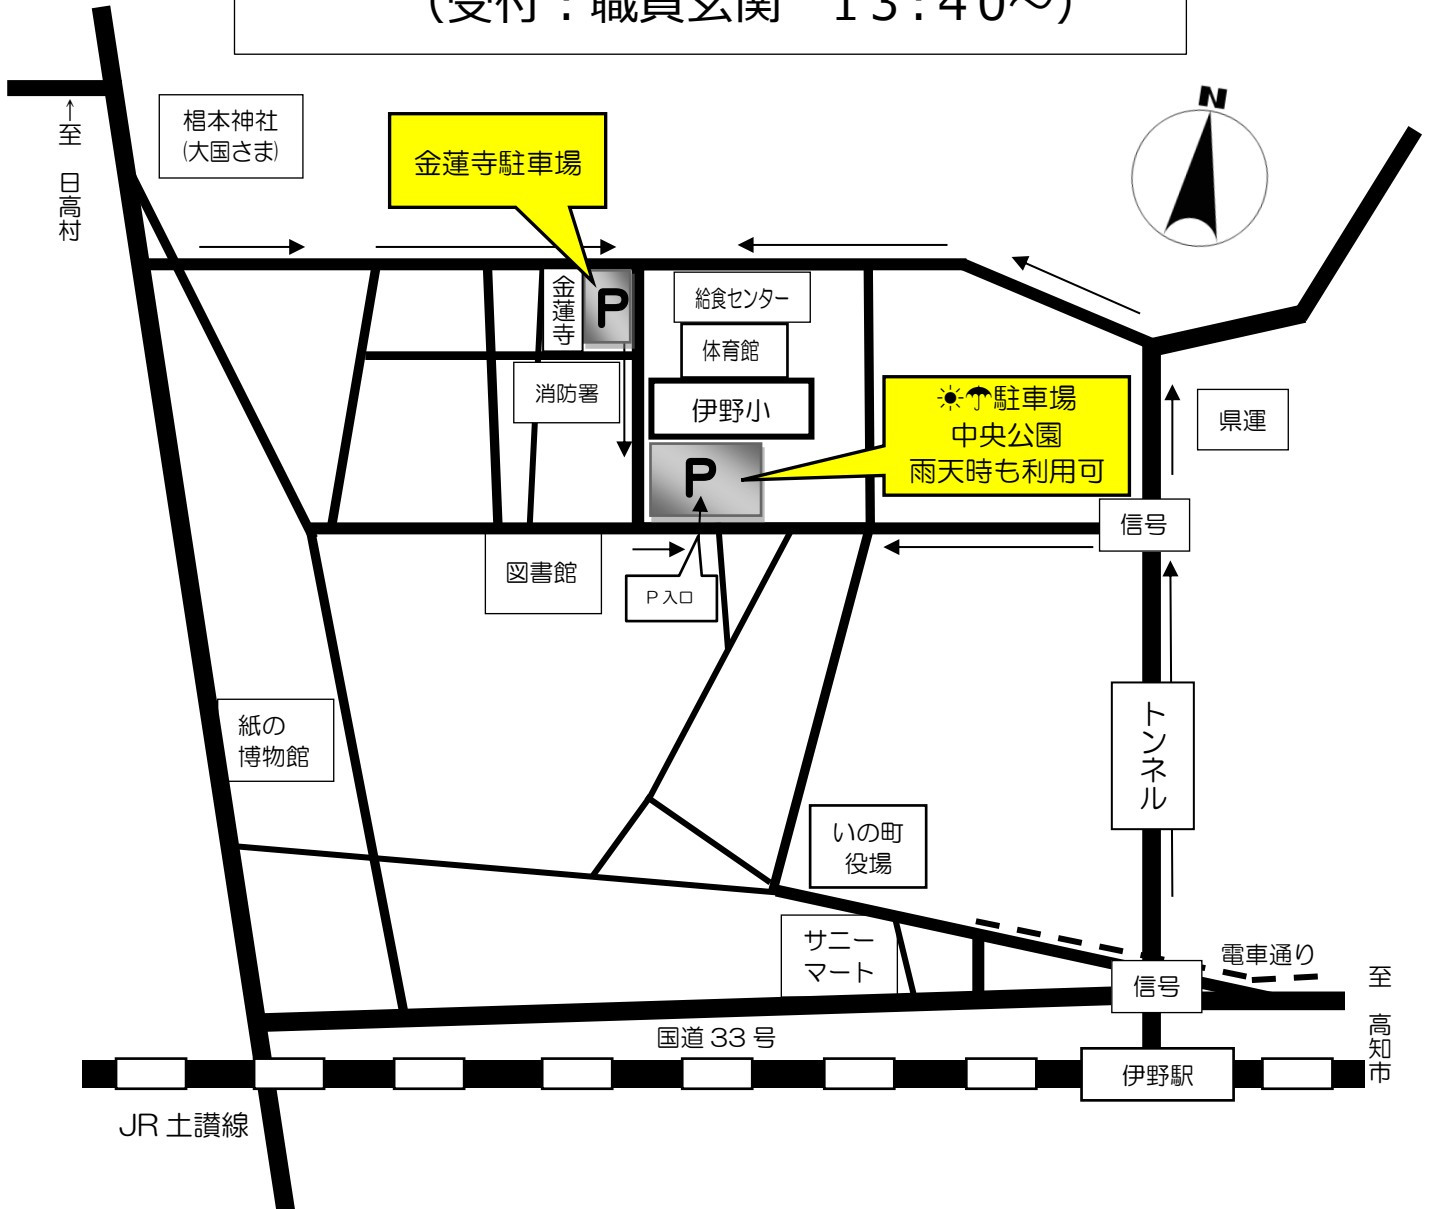 （受付：職員玄関　１３：４０～）
N
椙本神社
(大国さま)
↑至　日高村
金蓮寺駐車場
金蓮寺
P
給食センター
体育館
消防署
伊野小
☀☂駐車場
中央公園
雨天時も利用可
県運
P
信号
図書館
P 入口
紙の
博物館
トンネル
いの町
役場
サニー
マート
電車通り
至　高知市
信号
国道 33 号
伊野駅
JR 土讃線